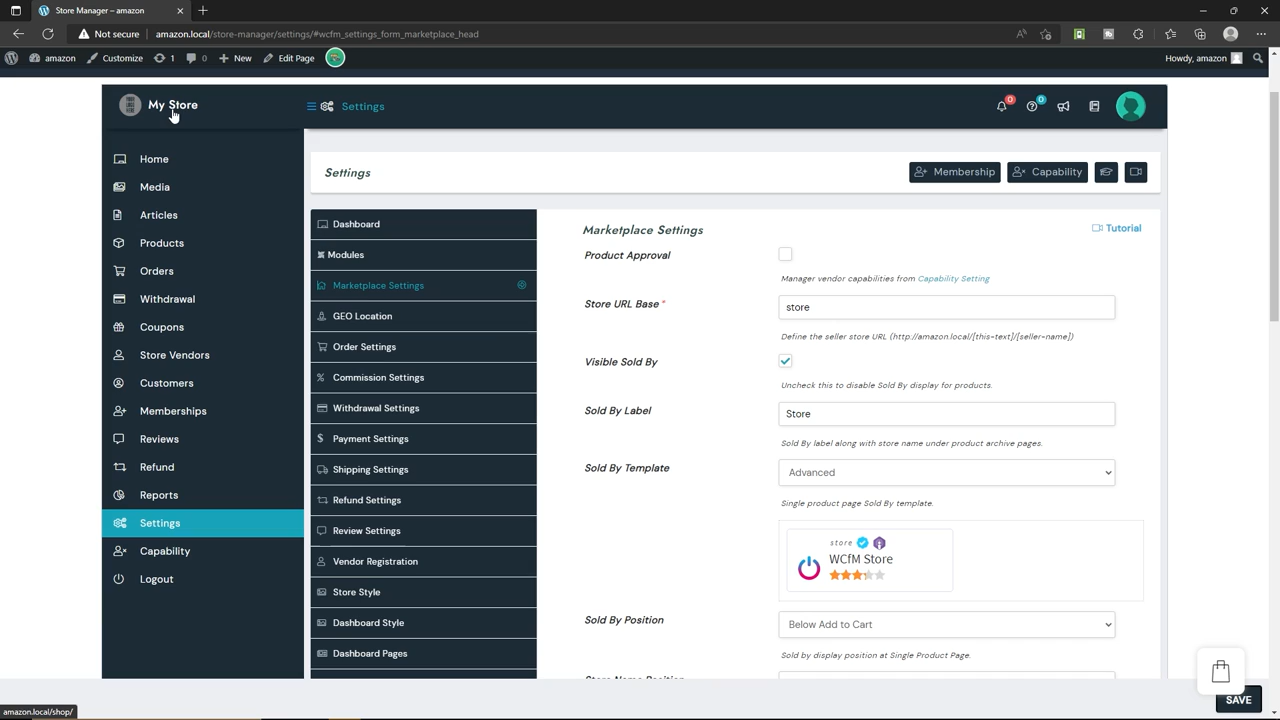 Store Manager – amazon
Not secure
amazon.local/store-manager/settings/#wcfm_settings_form_marketplace_head
amazon
Customize
1
0
New
Edit Page
Howdy, amazon
My Store
Settings
0
0
Home
Media
Articles
Products
Orders
Withdrawal
Coupons
Store Vendors
Customers
Memberships
Reviews
Refund
Reports
Settings
Capability
Logout
Settings
Membership
Capability
Dashboard
Modules
Marketplace Settings
GEO Location
Order Settings
Commission Settings
Withdrawal Settings
Payment Settings
Shipping Settings
Refund Settings
Review Settings
Vendor Registration
Store Style
Dashboard Style
Dashboard Pages
Marketplace Settings
Tutorial
Product Approval
Manager vendor capabilities from Capability Setting
Store URL Base *
store
Define the seller store URL (http://amazon.local/[this-text]/[seller-name])
Visible Sold By
Uncheck this to disable Sold By display for products.
Sold By Label
Store
Sold By label along with store name under product archive pages.
Sold By Template
Advanced
Single product page Sold By template.
store
WCfM Store
Sold By Position
Below Add to Cart
Sold by display position at Single Product Page.
Store Name Position
SAVE
amazon.local/shop/